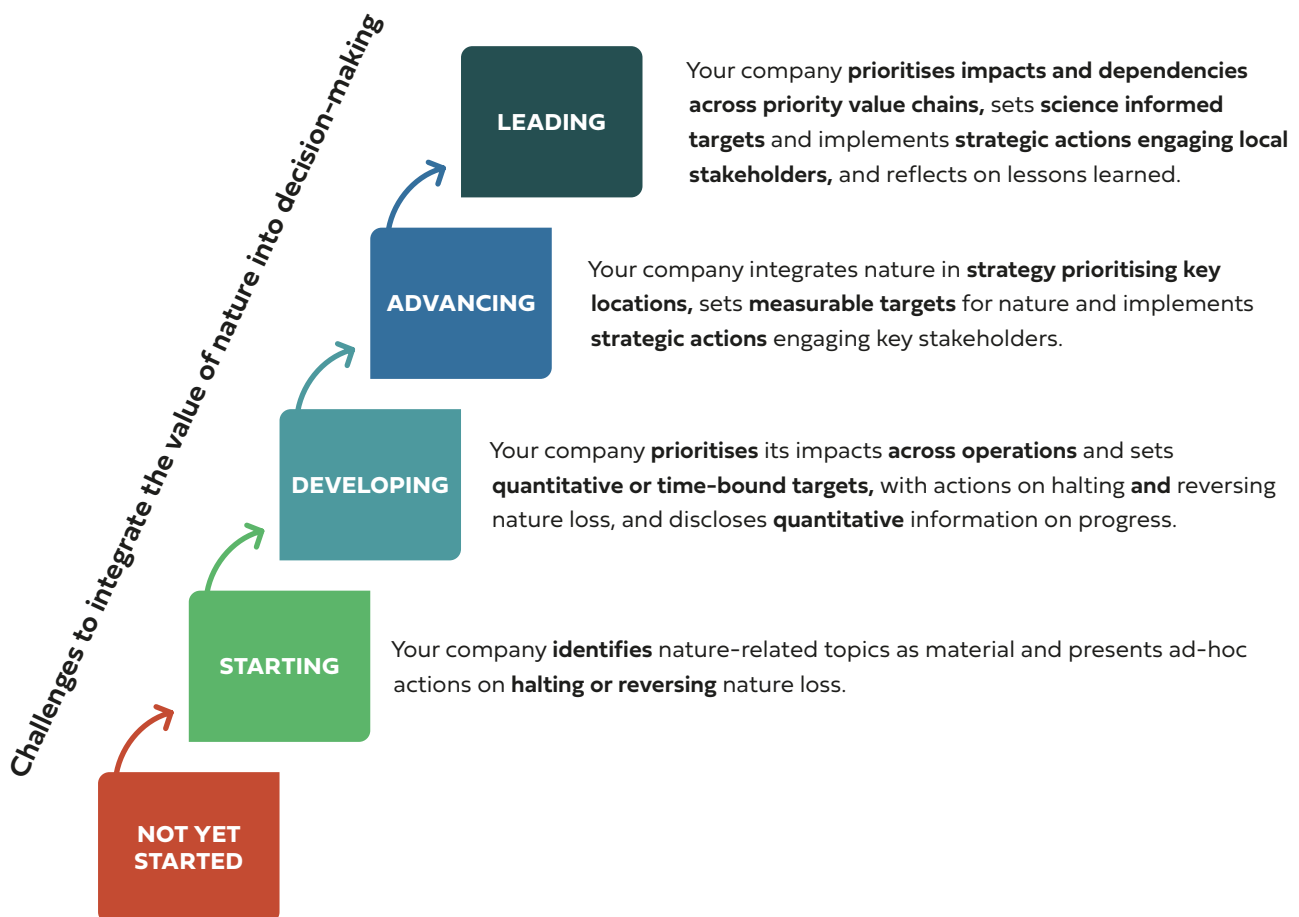 Challenges to integrate the value of nature into decision-making
LEADING
Your company prioritises impacts and dependencies
across priority value chains, sets science informed
targets and implements strategic actions engaging local
stakeholders, and reflects on lessons learned.
ADVANCING
Your company integrates nature in strategy prioritising key
locations, sets measurable targets for nature and implements
strategic actions engaging key stakeholders.
DEVELOPING
Your company prioritises its impacts across operations and sets
quantitative or time-bound targets, with actions on halting and reversing
nature loss, and discloses quantitative information on progress.
STARTING
Your company identifies nature-related topics as material and presents ad-hoc
actions on halting or reversing nature loss.
NOT YET
STARTED